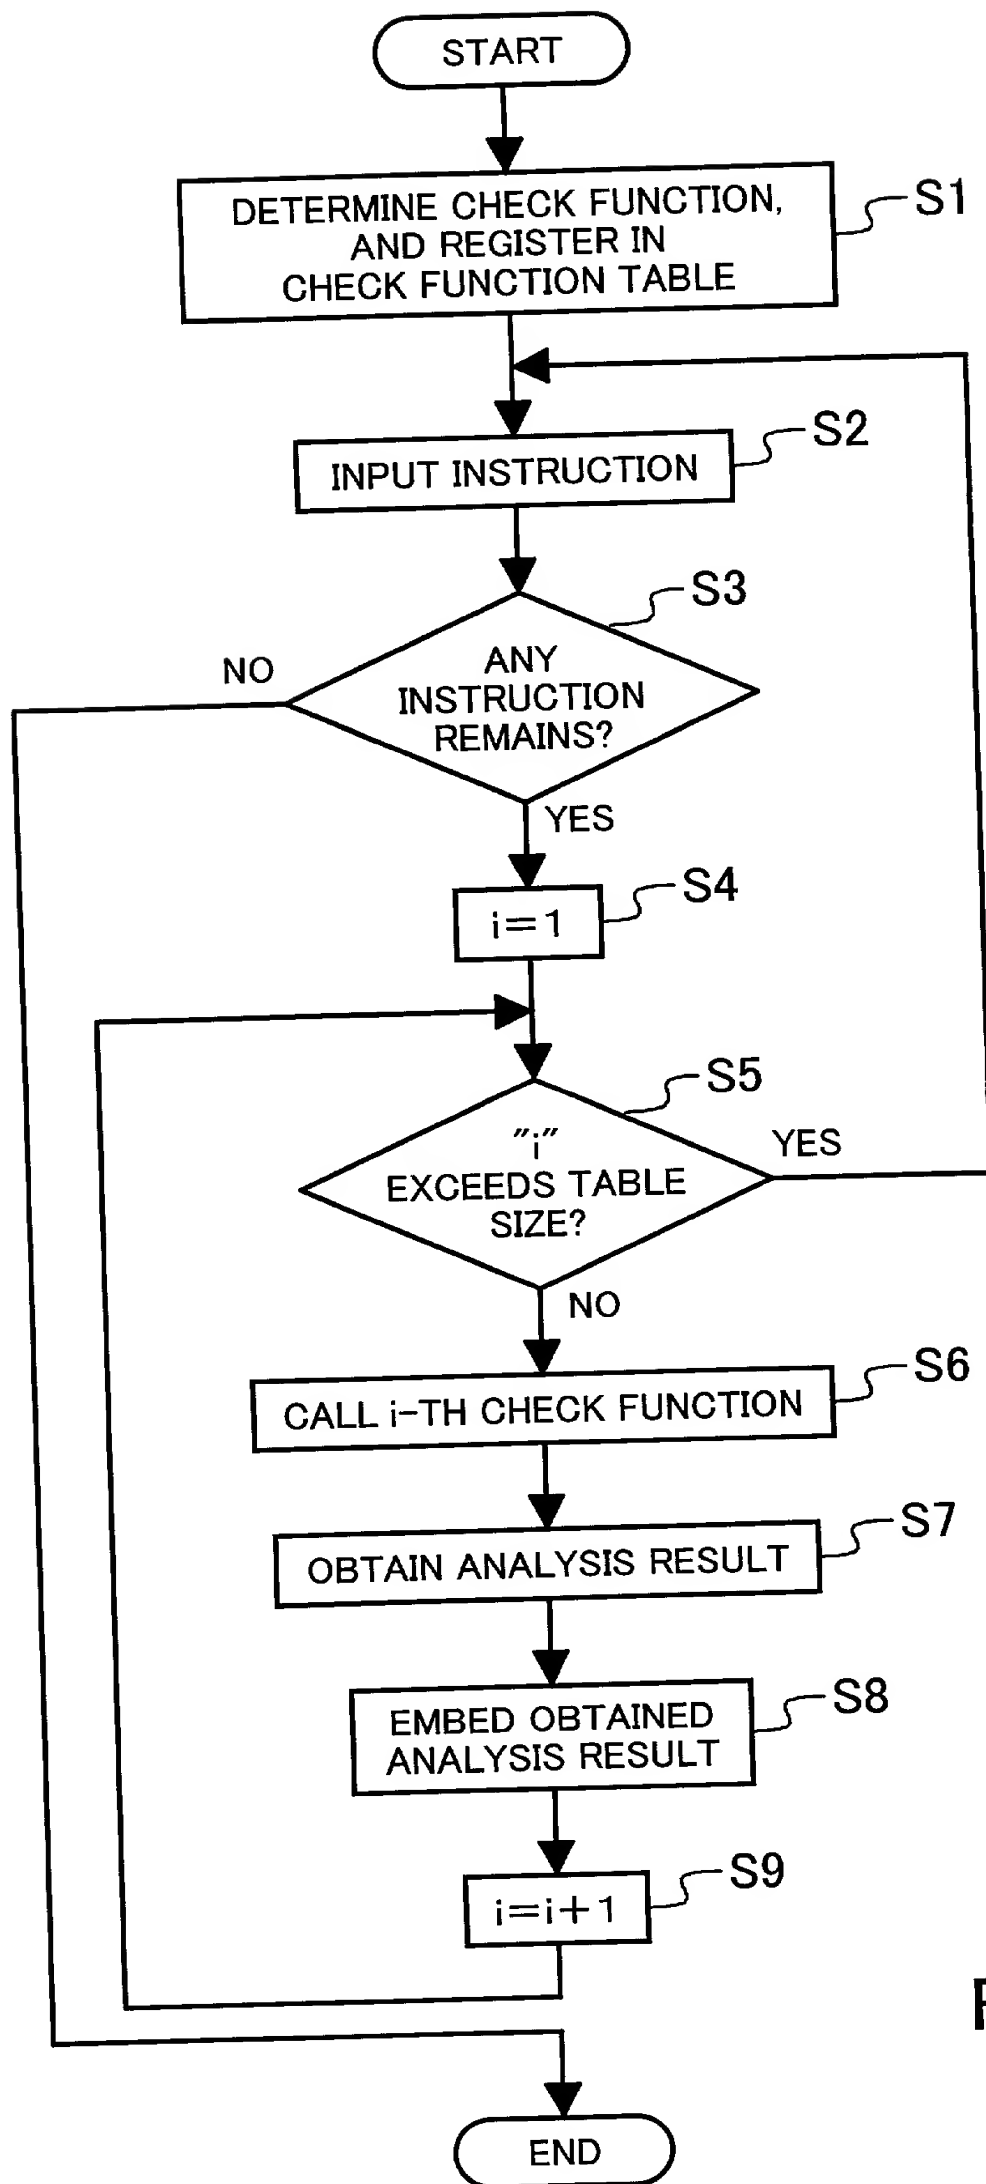 START
DETERMINE CHECK FUNCTION,
AND REGISTER IN
CHECK FUNCTION TABLE
S1
INPUT INSTRUCTION
S2
S3
ANY
INSTRUCTION
REMAINS?
NO
YES
i=1
S4
S5
"i"
EXCEEDS TABLE
SIZE?
YES
NO
CALL i-TH CHECK FUNCTION
S6
OBTAIN ANALYSIS RESULT
S7
EMBED OBTAINED
ANALYSIS RESULT
S8
i=i+1
S9
END